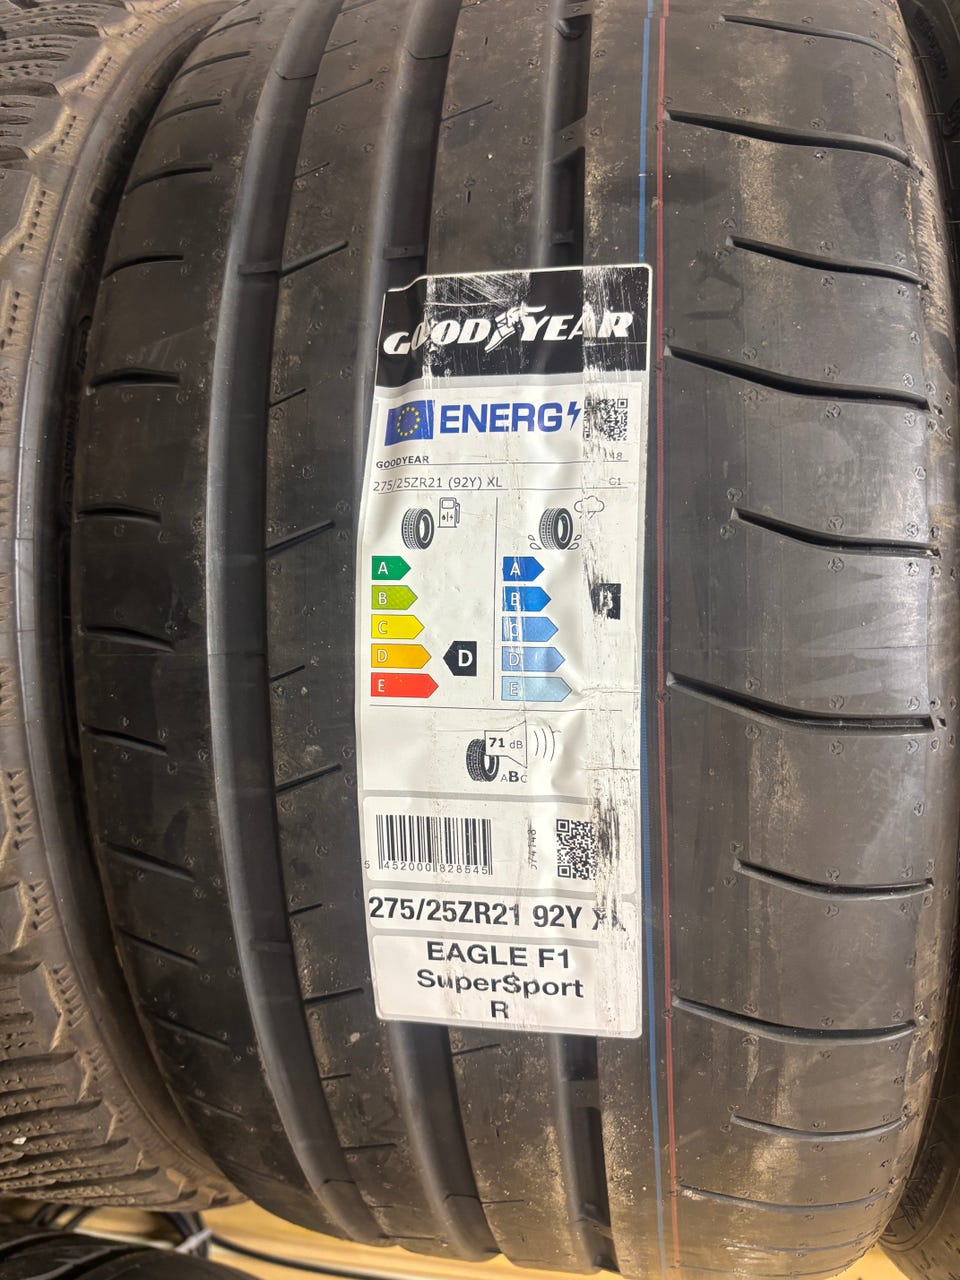 GOODYEAR
ENERG
GOODYEAR
275/25ZR21 (92Y) XL
C1
A
B
C
D
E
D
A
B
C
D
E
B
71 dB
ABC
5 452000 828545
275/25ZR21 92Y XL
EAGLE F1
SuperSport
R